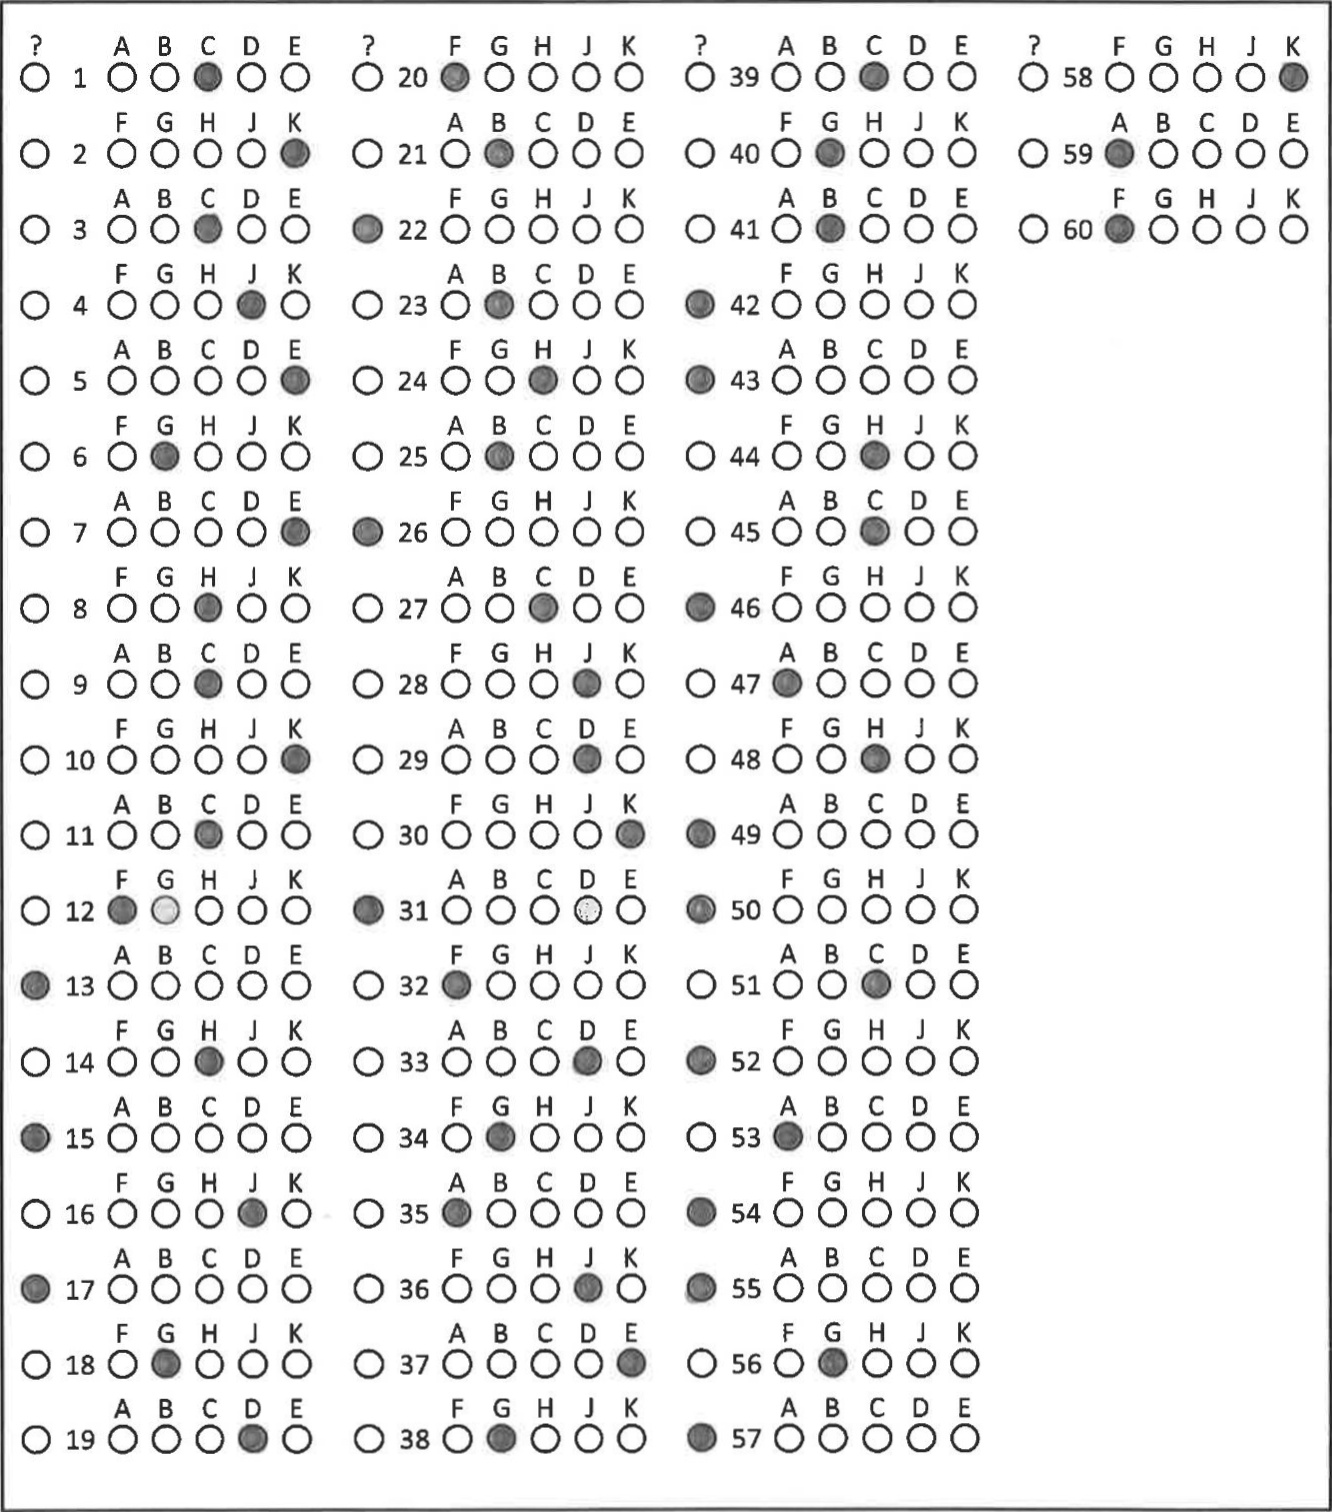 ? A B C D E ? F G H J K ? A B C D E ? F G H J K
1 20 39 58
F G H J K A B C D E F G H J K A B C D E
2 21 40 59
A B C D E F G H J K A B C D E F G H J K
3 22 41 60
F G H J K A B C D E F G H J K
4 23 42
A B C D E F G H J K A B C D E
5 24 43
F G H J K A B C D E F G H J K
6 25 44
A B C D E F G H J K A B C D E
7 26 45
F G H J K A B C D E F G H J K
8 27 46
A B C D E F G H J K A B C D E
9 28 47
F G H J K A B C D E F G H J K
10 29 48
A B C D E F G H J K A B C D E
11 30 49
F G H J K A B C D E F G H J K
12 31 50
A B C D E F G H J K A B C D E
13 32 51
F G H J K A B C D E F G H J K
14 33 52
A B C D E F G H J K A B C D E
15 34 53
F G H J K A B C D E F G H J K
16 35 54
A B C D E F G H J K A B C D E
17 36 55
F G H J K A B C D E F G H J K
18 37 56
A B C D E F G H J K A B C D E
19 38 57